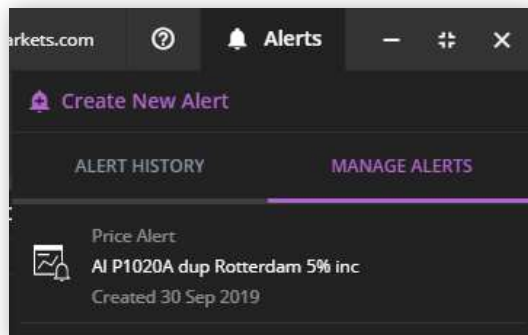 arkets.com
Alerts
Create New Alert
ALERT HISTORY
MANAGE ALERTS
Price Alert
Al P1020A dup Rotterdam 5% inc
Created 30 Sep 2019